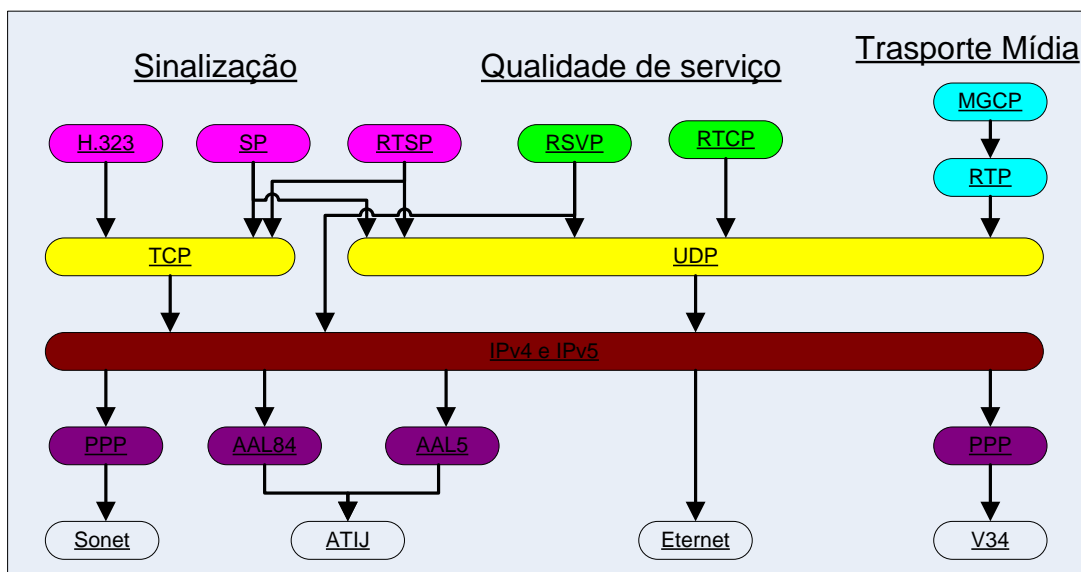 Sinalização
Qualidade de serviço
Trasporte Mídia
MGCP
H.323
SP
RTSP
RSVP
RTCP
RTP
TCP
UDP
IPv4 e IPv5
PPP
AAL84
AAL5
PPP
Sonet
ATIJ
Eternet
V34